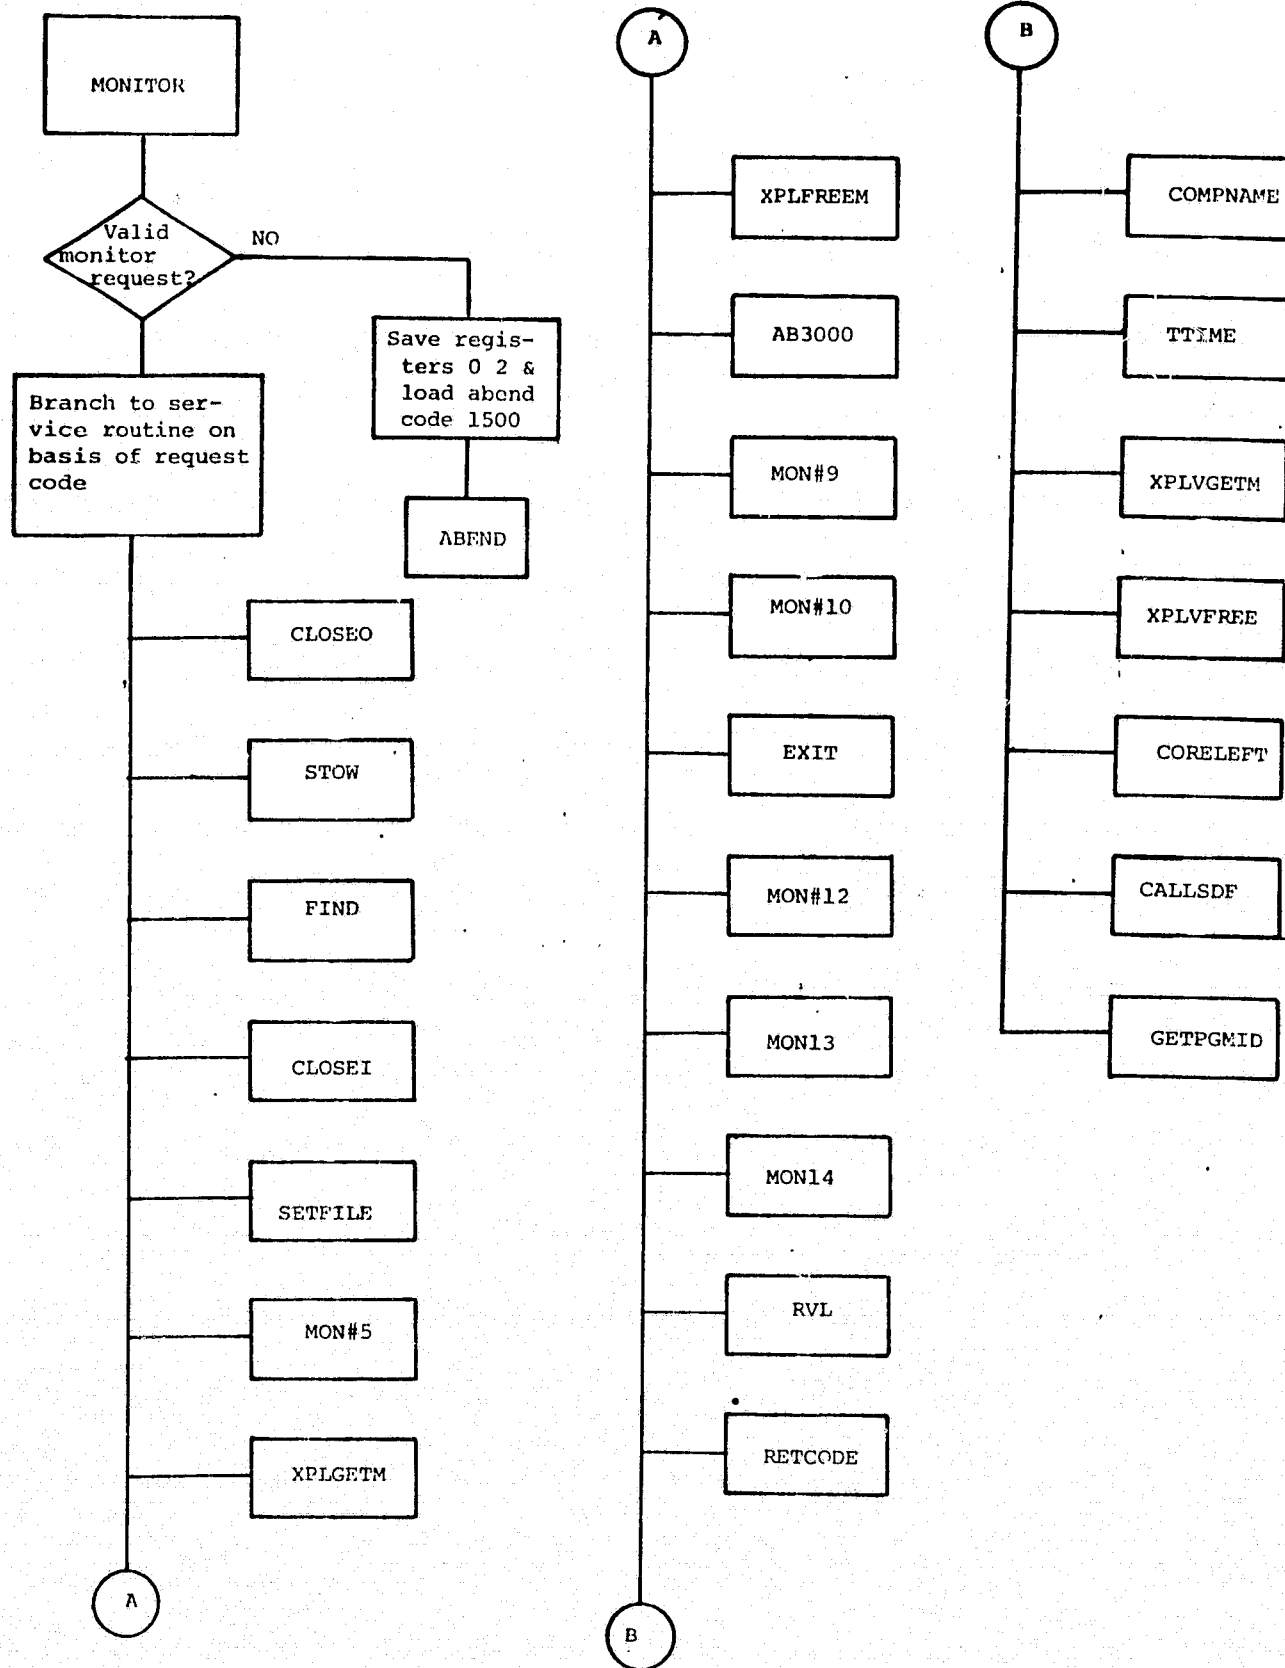 MONITOR
Valid
monitor
request?
NO
Save regis-
ters 0 2 &
load abend
code 1500
ABEND
Branch to ser-
vice routine on
basis of request
code
CLOSEO
STOW
FIND
CLOSEI
SETFILE
MON#5
XPLGETM
A
A
XPLFREEM
AB3000
MON#9
MON#10
EXIT
MON#12
MON13
MON14
RVL
RETCODE
B
B
COMPNAME
TTIME
XPLVGETM
XPLVFREE
CORELEFT
CALLSDF
GETPGMID